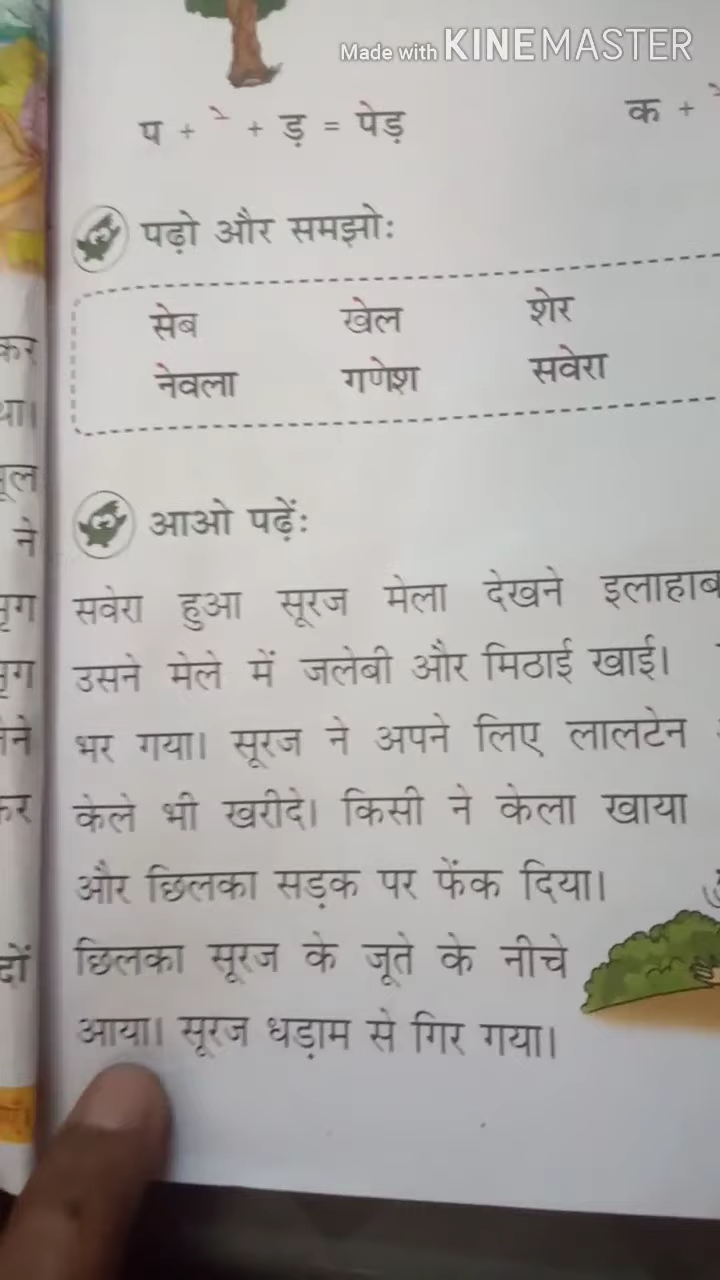 Made with KINEMASTER
प + े + ड़ = पेड़ क +
पढ़ो और समझो:
सेब खेल शेर
नेवला गणेश सवेरा
आओ पढ़ें:
सवेरा हुआ सूरज मेला देखने
उसने मेले में जलेबी और मिठाई खाई।
भर गया। सूरज ने अपने लिए लालटेन
केले भी खरीदे। किसी ने केला खाया
और छिलका सड़क पर फेंक दिया।
छिलका सूरज के जूते के नीचे
आया। सूरज धड़ाम से गिर गया।